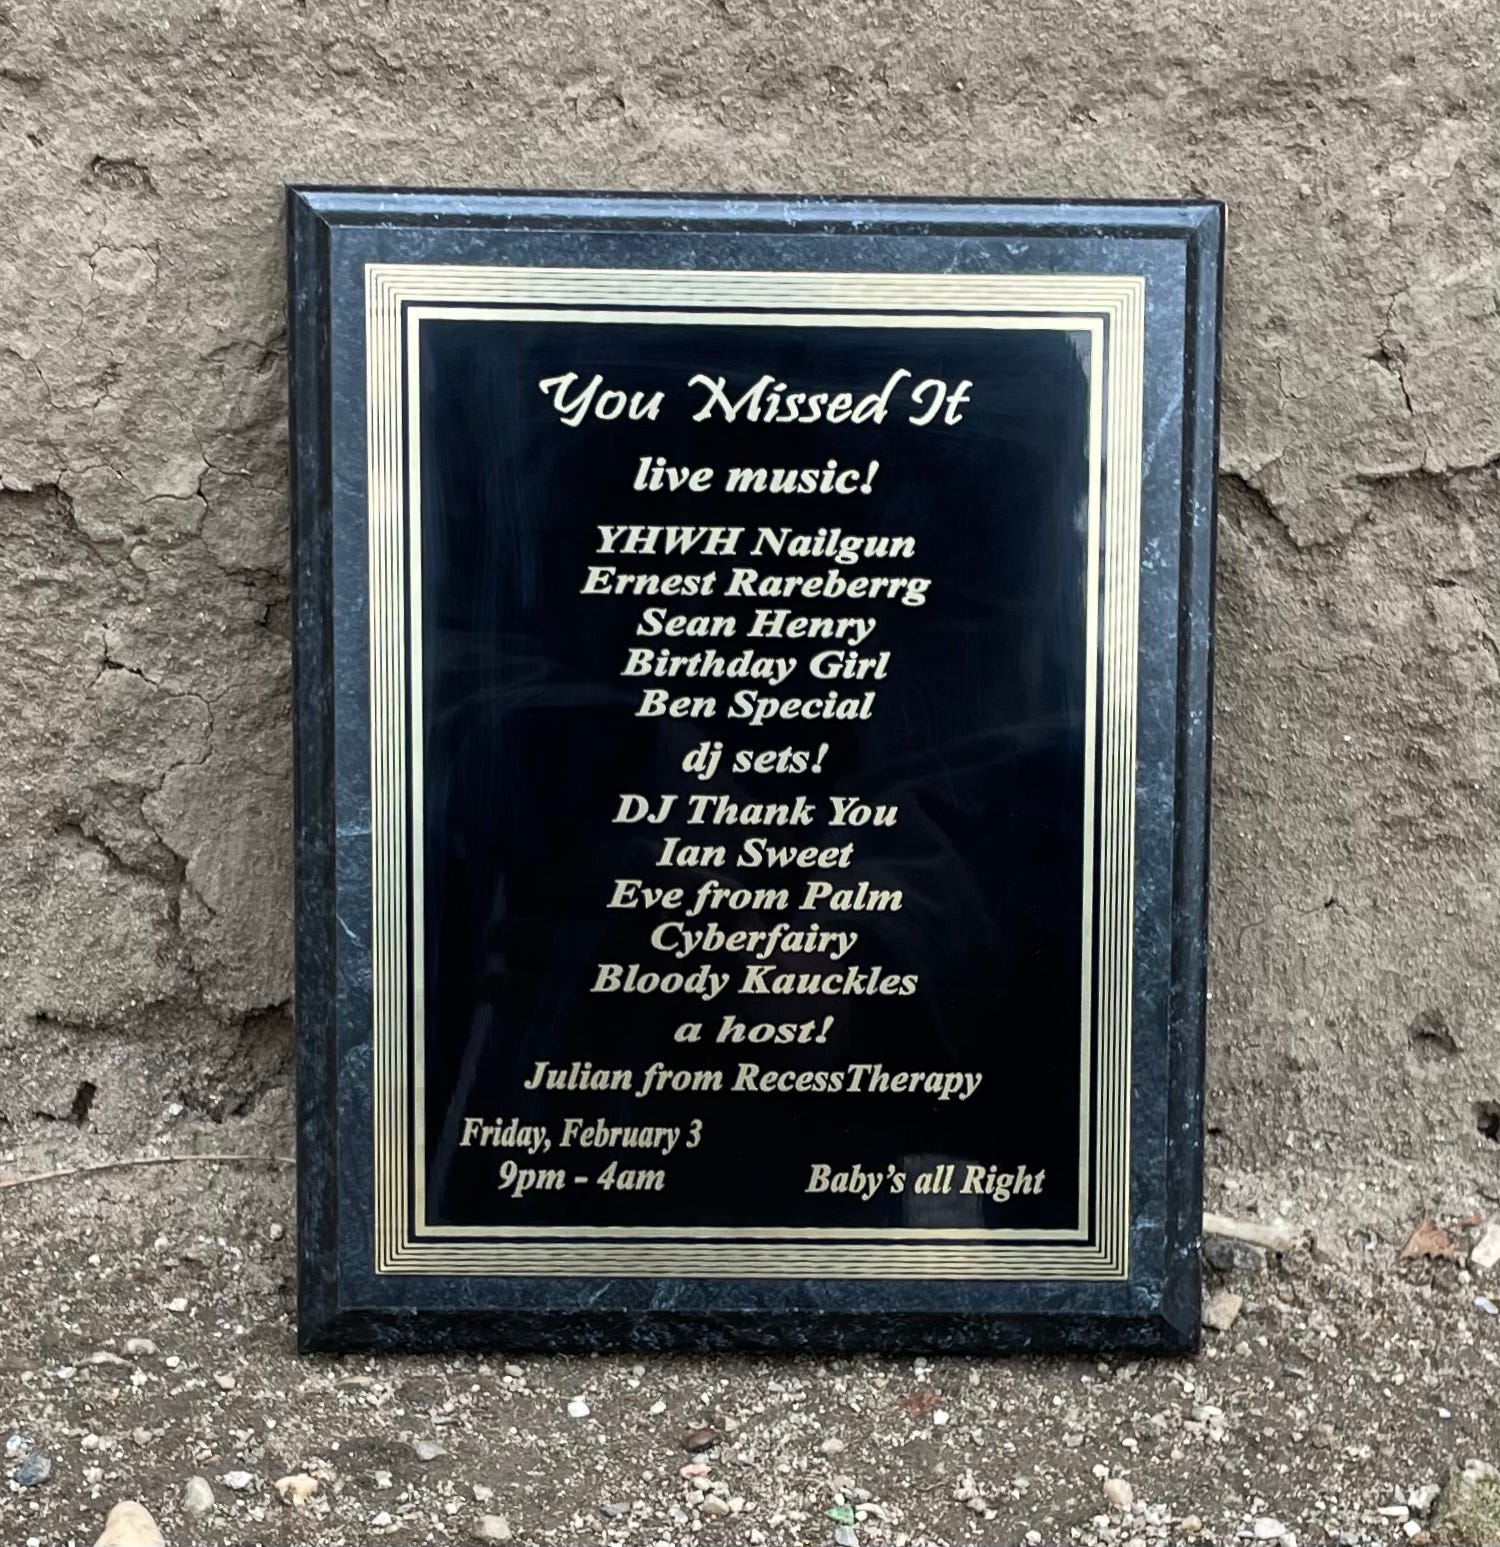 You Missed It
live music!
YHWH Nailgun
Ernest Rareberrg
Sean Henry
Birthday Girl
Ben Special
dj sets!
DJ Thank You
Ian Sweet
Eve from Palm
Cyberfairy
Bloody Kauckles
a host!
Julian from RecessTherapy
Friday, February 3
9pm - 4am
Baby's all Right